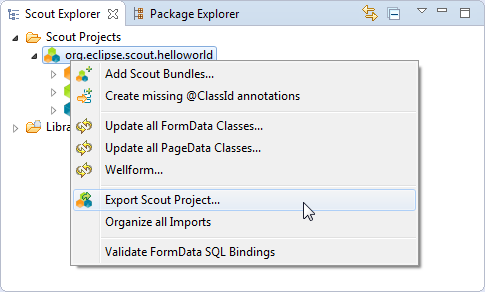 Scout Explorer
Package Explorer
Scout Projects
org.eclipse.scout.helloworld
Add Scout Bundles...
Create missing @ClassId annotations
Update all FormData Classes...
Update all PageData Classes...
Wellform...
Export Scout Project...
Organize all Imports
Validate FormData SQL Bindings